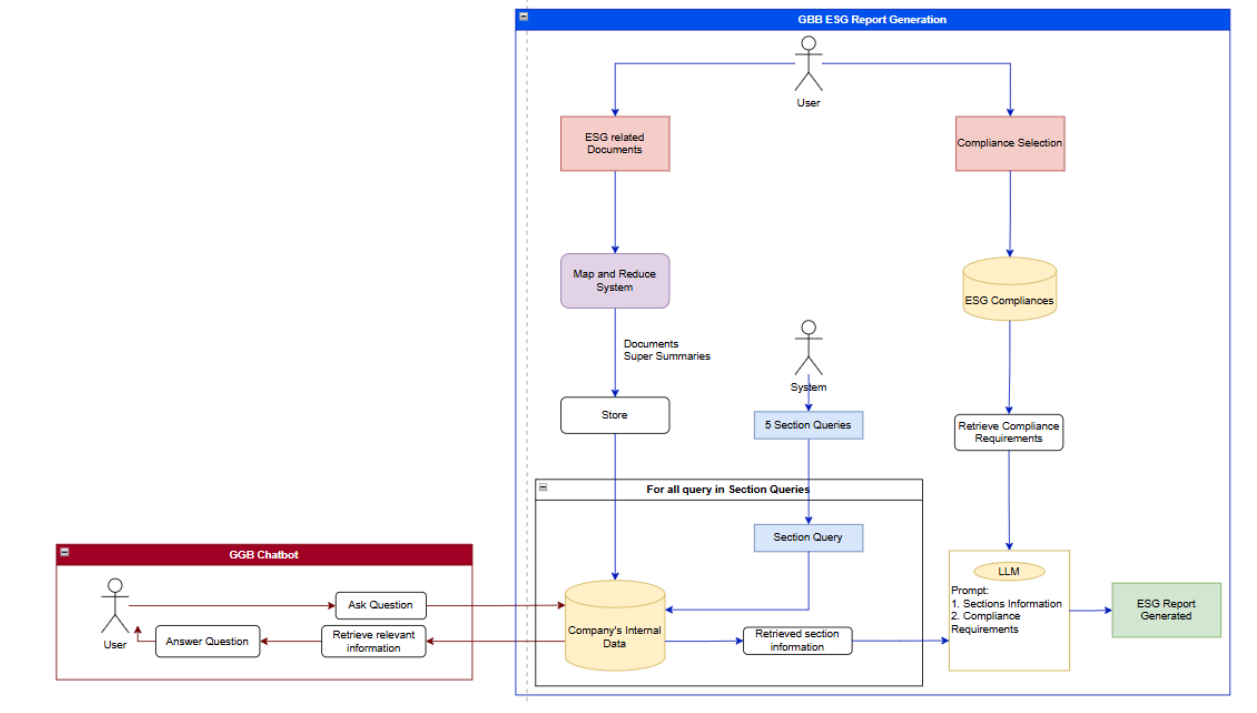 GBB ESG Report Generation
User
ESG related
Documents
Compliance Selection
Map and Reduce
System
ESG Compliances
Documents
Super Summaries
System
Store
5 Section Queries
Retrieve Compliance
Requirements
For all query in Section Queries
Section Query
GGB Chatbot
LLM
Prompt:
1. Sections Information
2. Compliance
Requirements
ESG Report
Generated
Ask Question
Company's Internal
Data
User
Answer Question
Retrieve relevant
information
Retrieved section
information